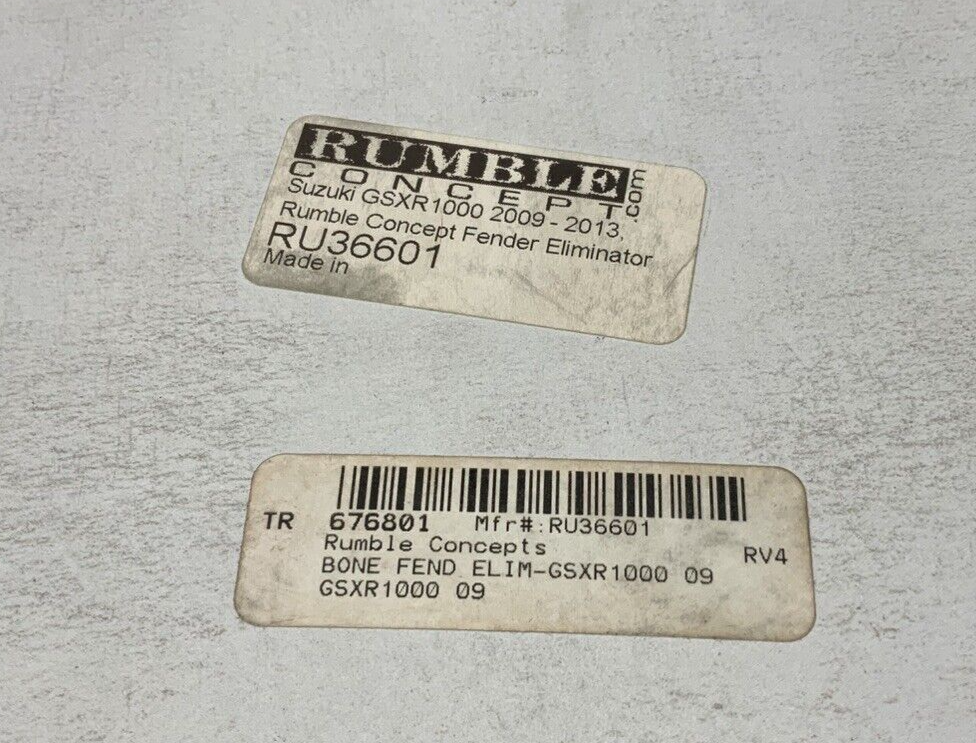 RUMBLE
CONCEPT.com
Suzuki GSXR1000 2009 - 2013,
Rumble Concept Fender Eliminator
RU36601
Made in
TR 676801 Mfr#:RU36601
Rumble Concepts
RV4
BONE FEND ELIM-GSXR1000 09
GSXR1000 09